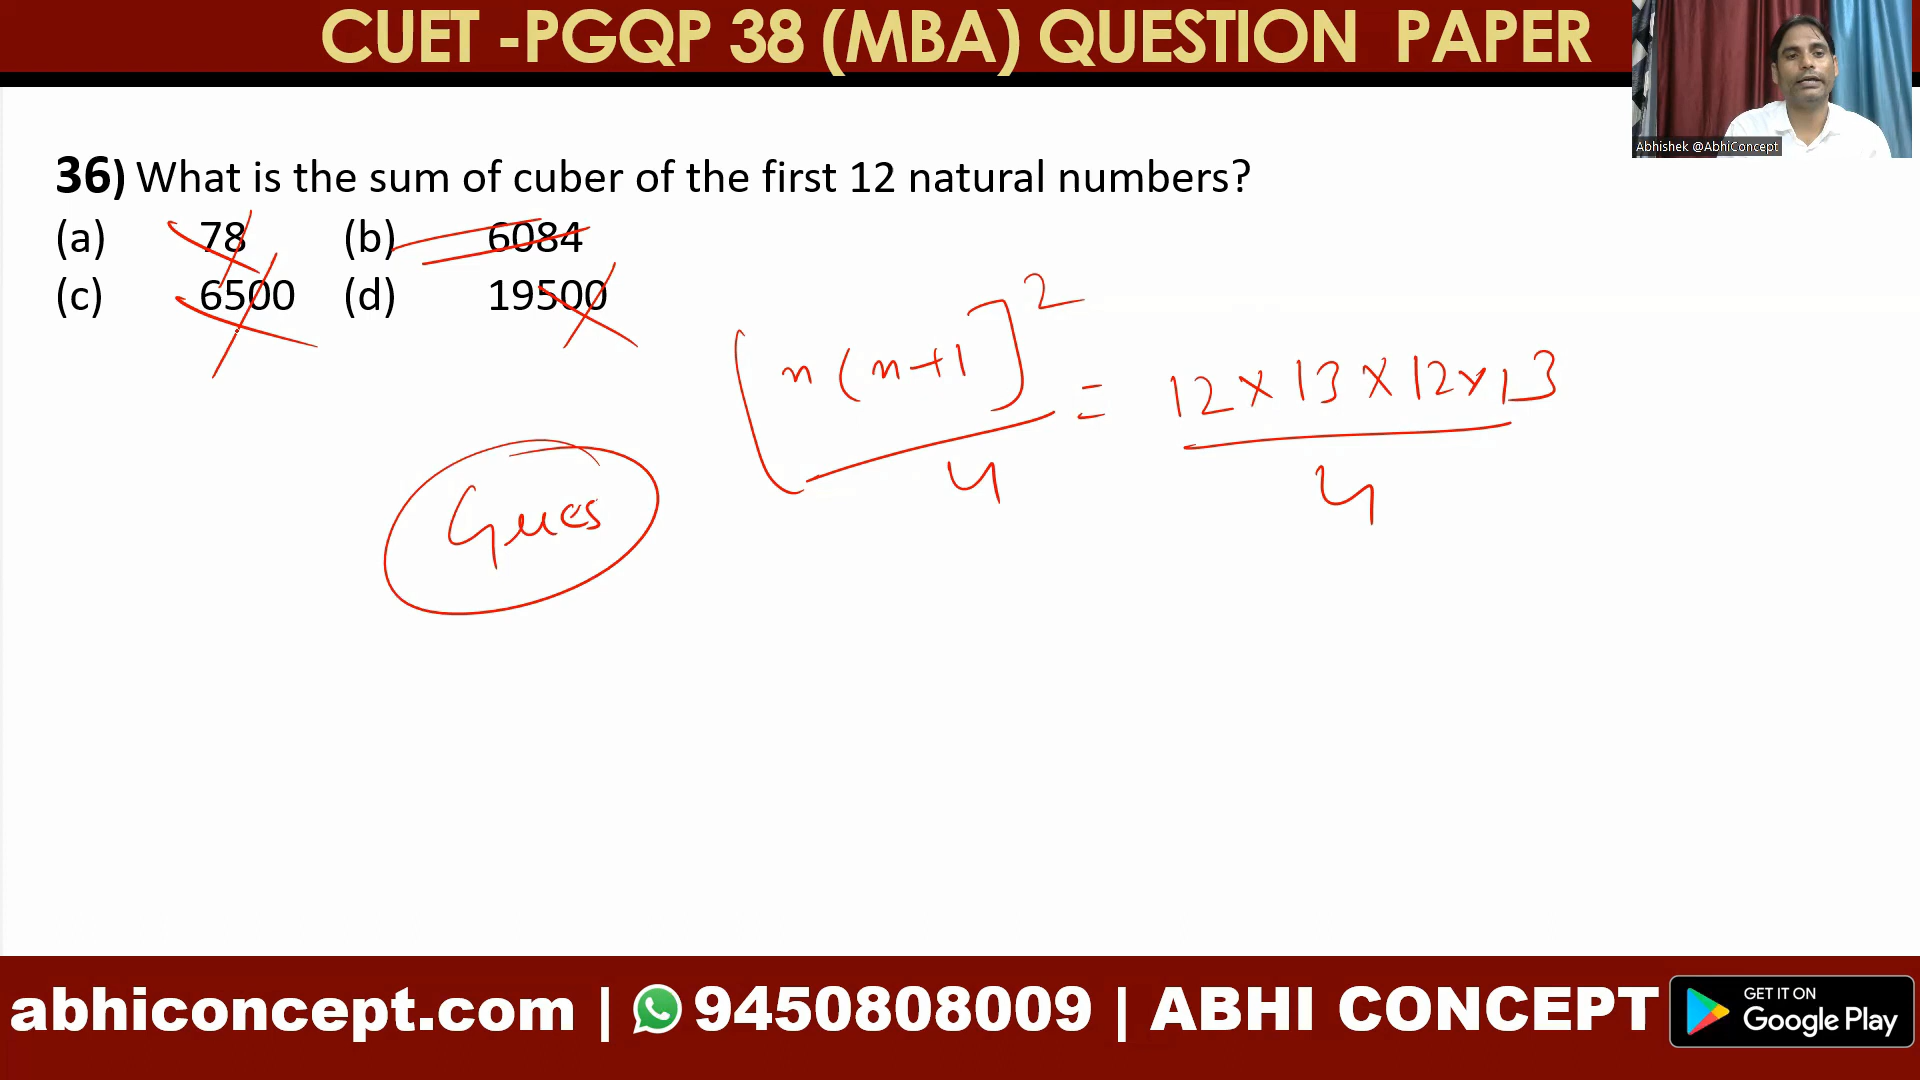 CUET -PGQP 38 (MBA) QUESTION PAPER
Abhishek @AbhiConcept
36) What is the sum of cuber of the first 12 natural numbers?
(a) 78 (b) 6084
(c) 6500 (d) 19500
[n(n+1]² / 4 = 12 × 13 × 12 × 13 / 4
Gues
abhiconcept.com | 9450808009 | ABHI CONCEPT
GET IT ON
Google Play